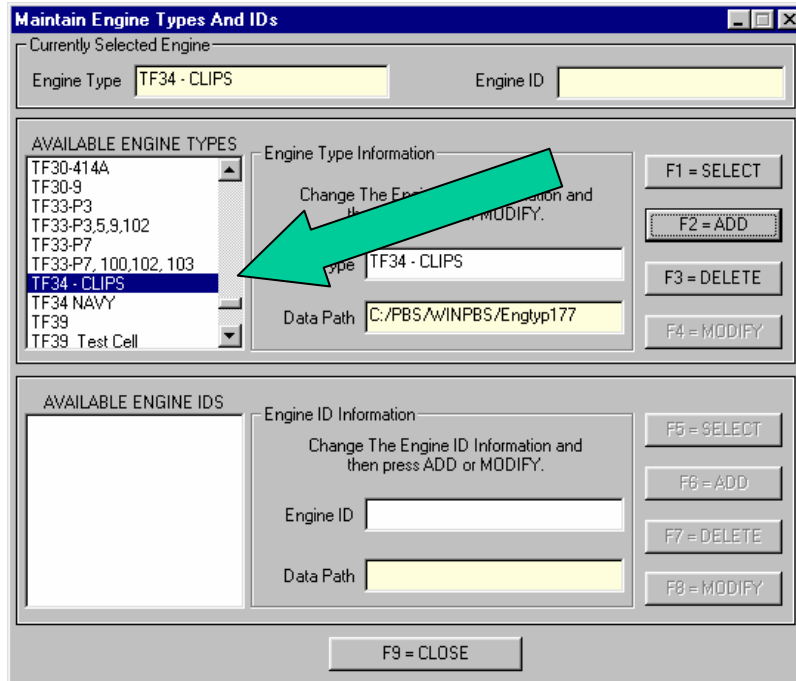 Maintain Engine Types And IDs
Currently Selected Engine
Engine Type TF34 - CLIPS Engine ID
AVAILABLE ENGINE TYPES
TF30-414A
TF30-9
TF33-P3
TF33-P3,5,9,102
TF33-P7
TF33-P7, 100,102, 103
TF34 - CLIPS
TF34 NAVY
TF39
TF39 Test Cell
Engine Type Information
Change The Engin and
MODIFY.
ype TF34 - CLIPS
Data Path C:/PBS/WINPBS/Engtyp177
F1 = SELECT
F2 = ADD
F3 = DELETE
F4 = MODIFY
AVAILABLE ENGINE IDS
Engine ID Information
Change The Engine ID Information and
then press ADD or MODIFY.
Engine ID
Data Path
F5 = SELECT
F6 = ADD
F7 = DELETE
F8 = MODIFY
F9 = CLOSE